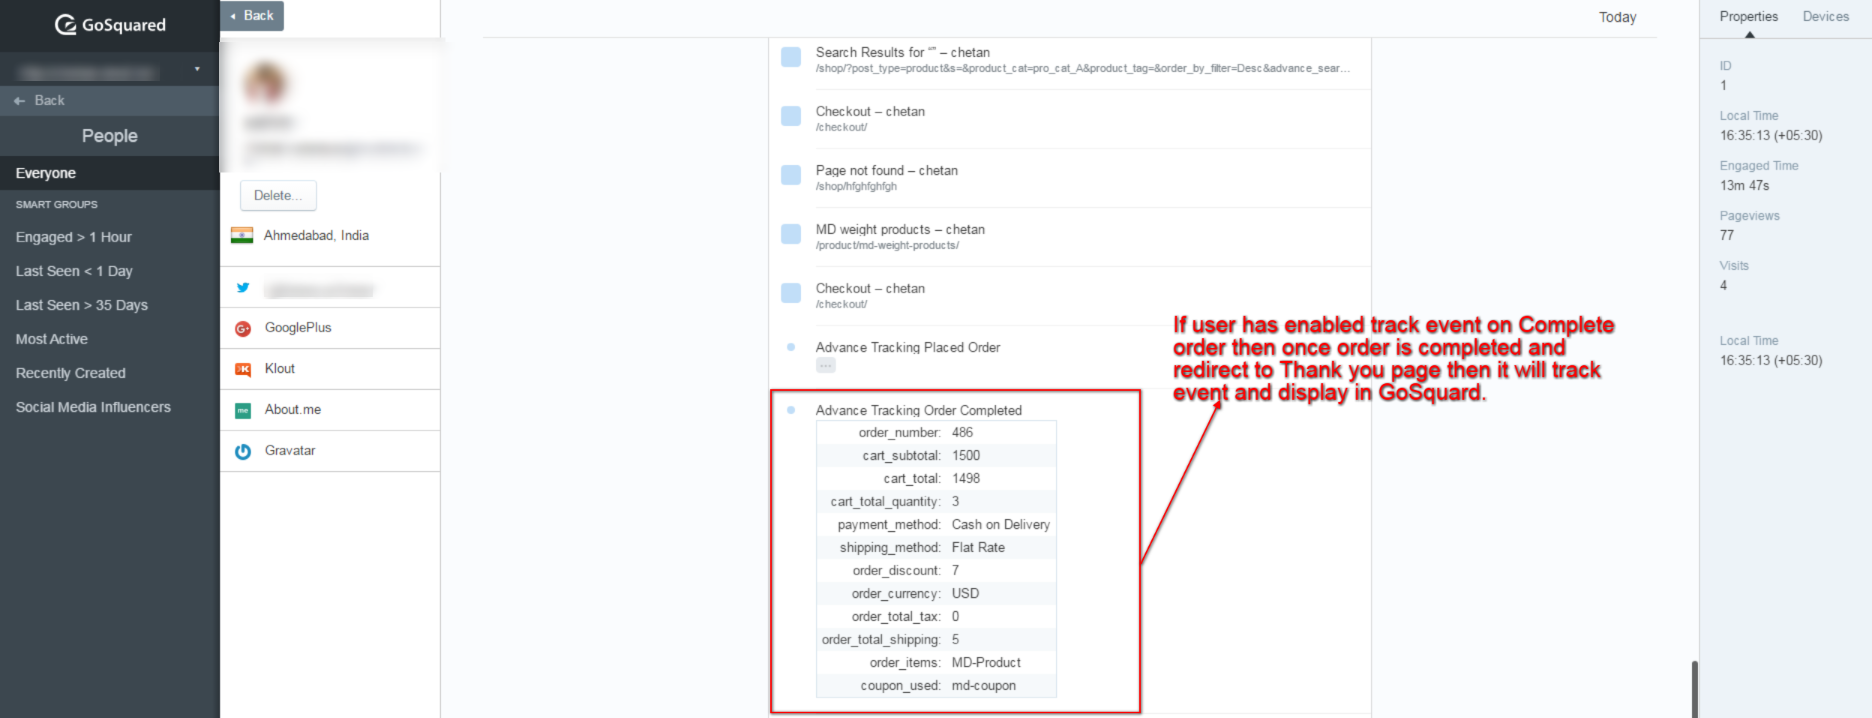 GoSquared
Back
People
Everyone
SMART GROUPS
Engaged > 1 Hour
Last Seen < 1 Day
Last Seen > 35 Days
Most Active
Recently Created
Social Media Influencers
Back
Delete...
Ahmedabad, India
GooglePlus
Klout
me About.me
Gravatar
Today
Search Results for “” – chetan
/shop/?post_type=product&s=&product_cat=pro_cat_A&product_tag=&order_by_filter=Desc&advance_sear...
Checkout – chetan
/checkout/
Page not found – chetan
/shop/hfghfghfgh
MD weight products – chetan
/product/md-weight-products/
Checkout – chetan
/checkout/
Advance Tracking Placed Order
...
Advance Tracking Order Completed
order_number: 486
cart_subtotal: 1500
cart_total: 1498
cart_total_quantity: 3
payment_method: Cash on Delivery
shipping_method: Flat Rate
order_discount: 7
order_currency: USD
order_total_tax: 0
order_total_shipping: 5
order_items: MD-Product
coupon_used: md-coupon
If user has enabled track event on Complete
order then once order is completed and
redirect to Thank you page then it will track
event and display in GoSquard.
Properties Devices
ID
1
Local Time
16:35:13 (+05:30)
Engaged Time
13m 47s
Pageviews
77
Visits
4
Local Time
16:35:13 (+05:30)